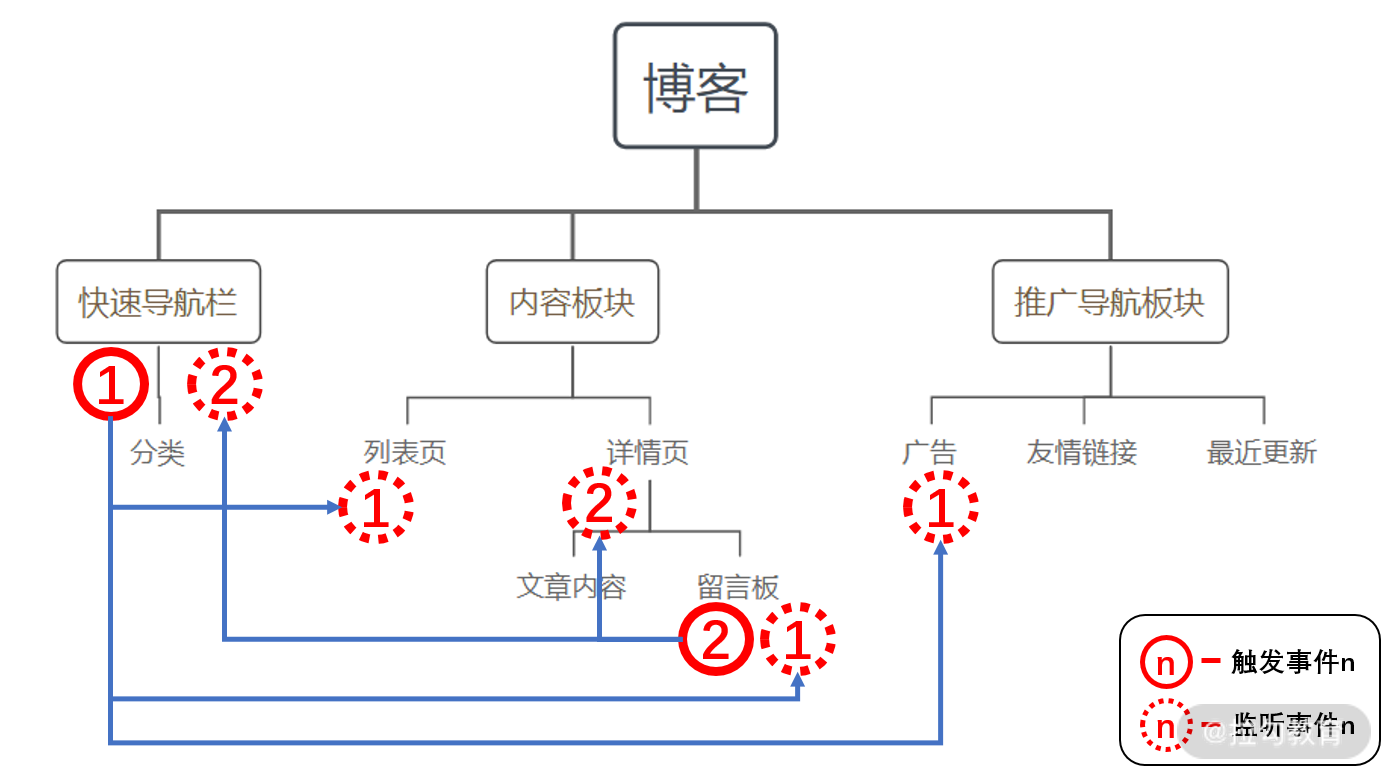 博客
快速导航栏
内容板块
推广导航板块
1
2
分类
列表页
详情页
广告
友情链接
最近更新
1
2
1
文章内容
留言板
2
1
n - 触发事件n
n - 监听事件n
@拉勾教育